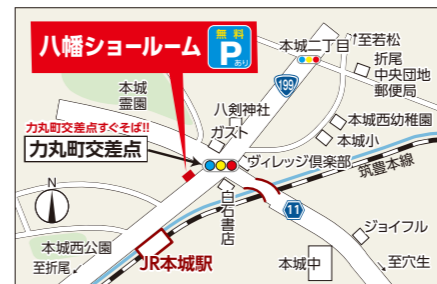 八幡ショールーム
無料
P
あり
本城二丁目
至若松
199
折尾
中央団地
郵便局
本城
霊園
八剣神社
ガスト
本城西幼稚園
本城小
力丸町交差点すぐそば!!
力丸町交差点
ヴィレッジ倶楽部
筑豊本線
N
白石書店
11
ジョイフル
本城西公園
至折尾
JR本城駅
本城中
至穴生